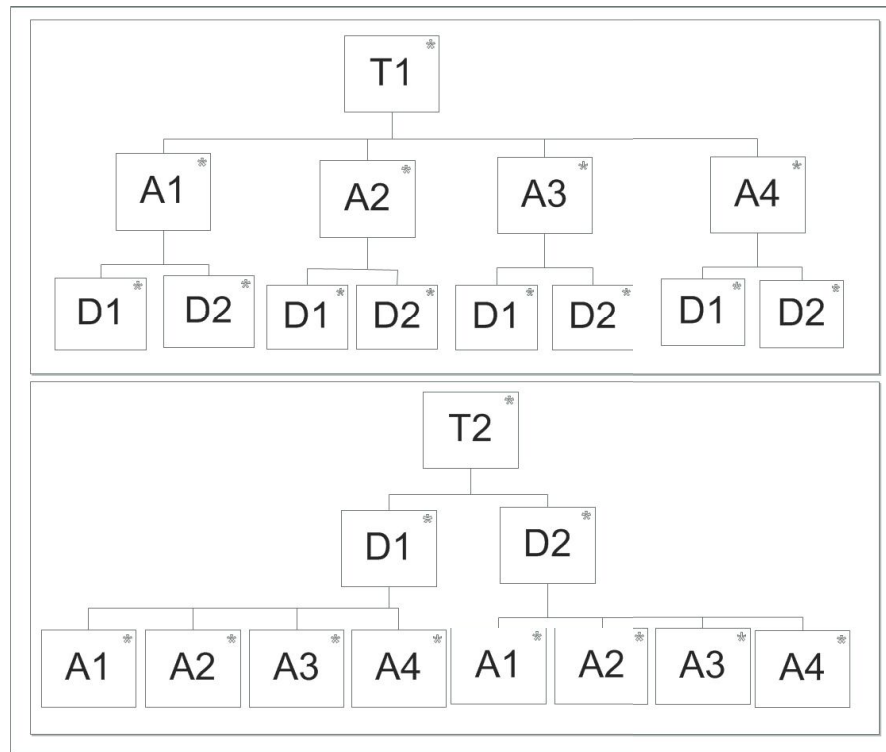 T1
A1 A2 A3 A4
D1 D2 D1 D2 D1 D2 D1 D2
T2
D1 D2
A1 A2 A3 A4 A1 A2 A3 A4